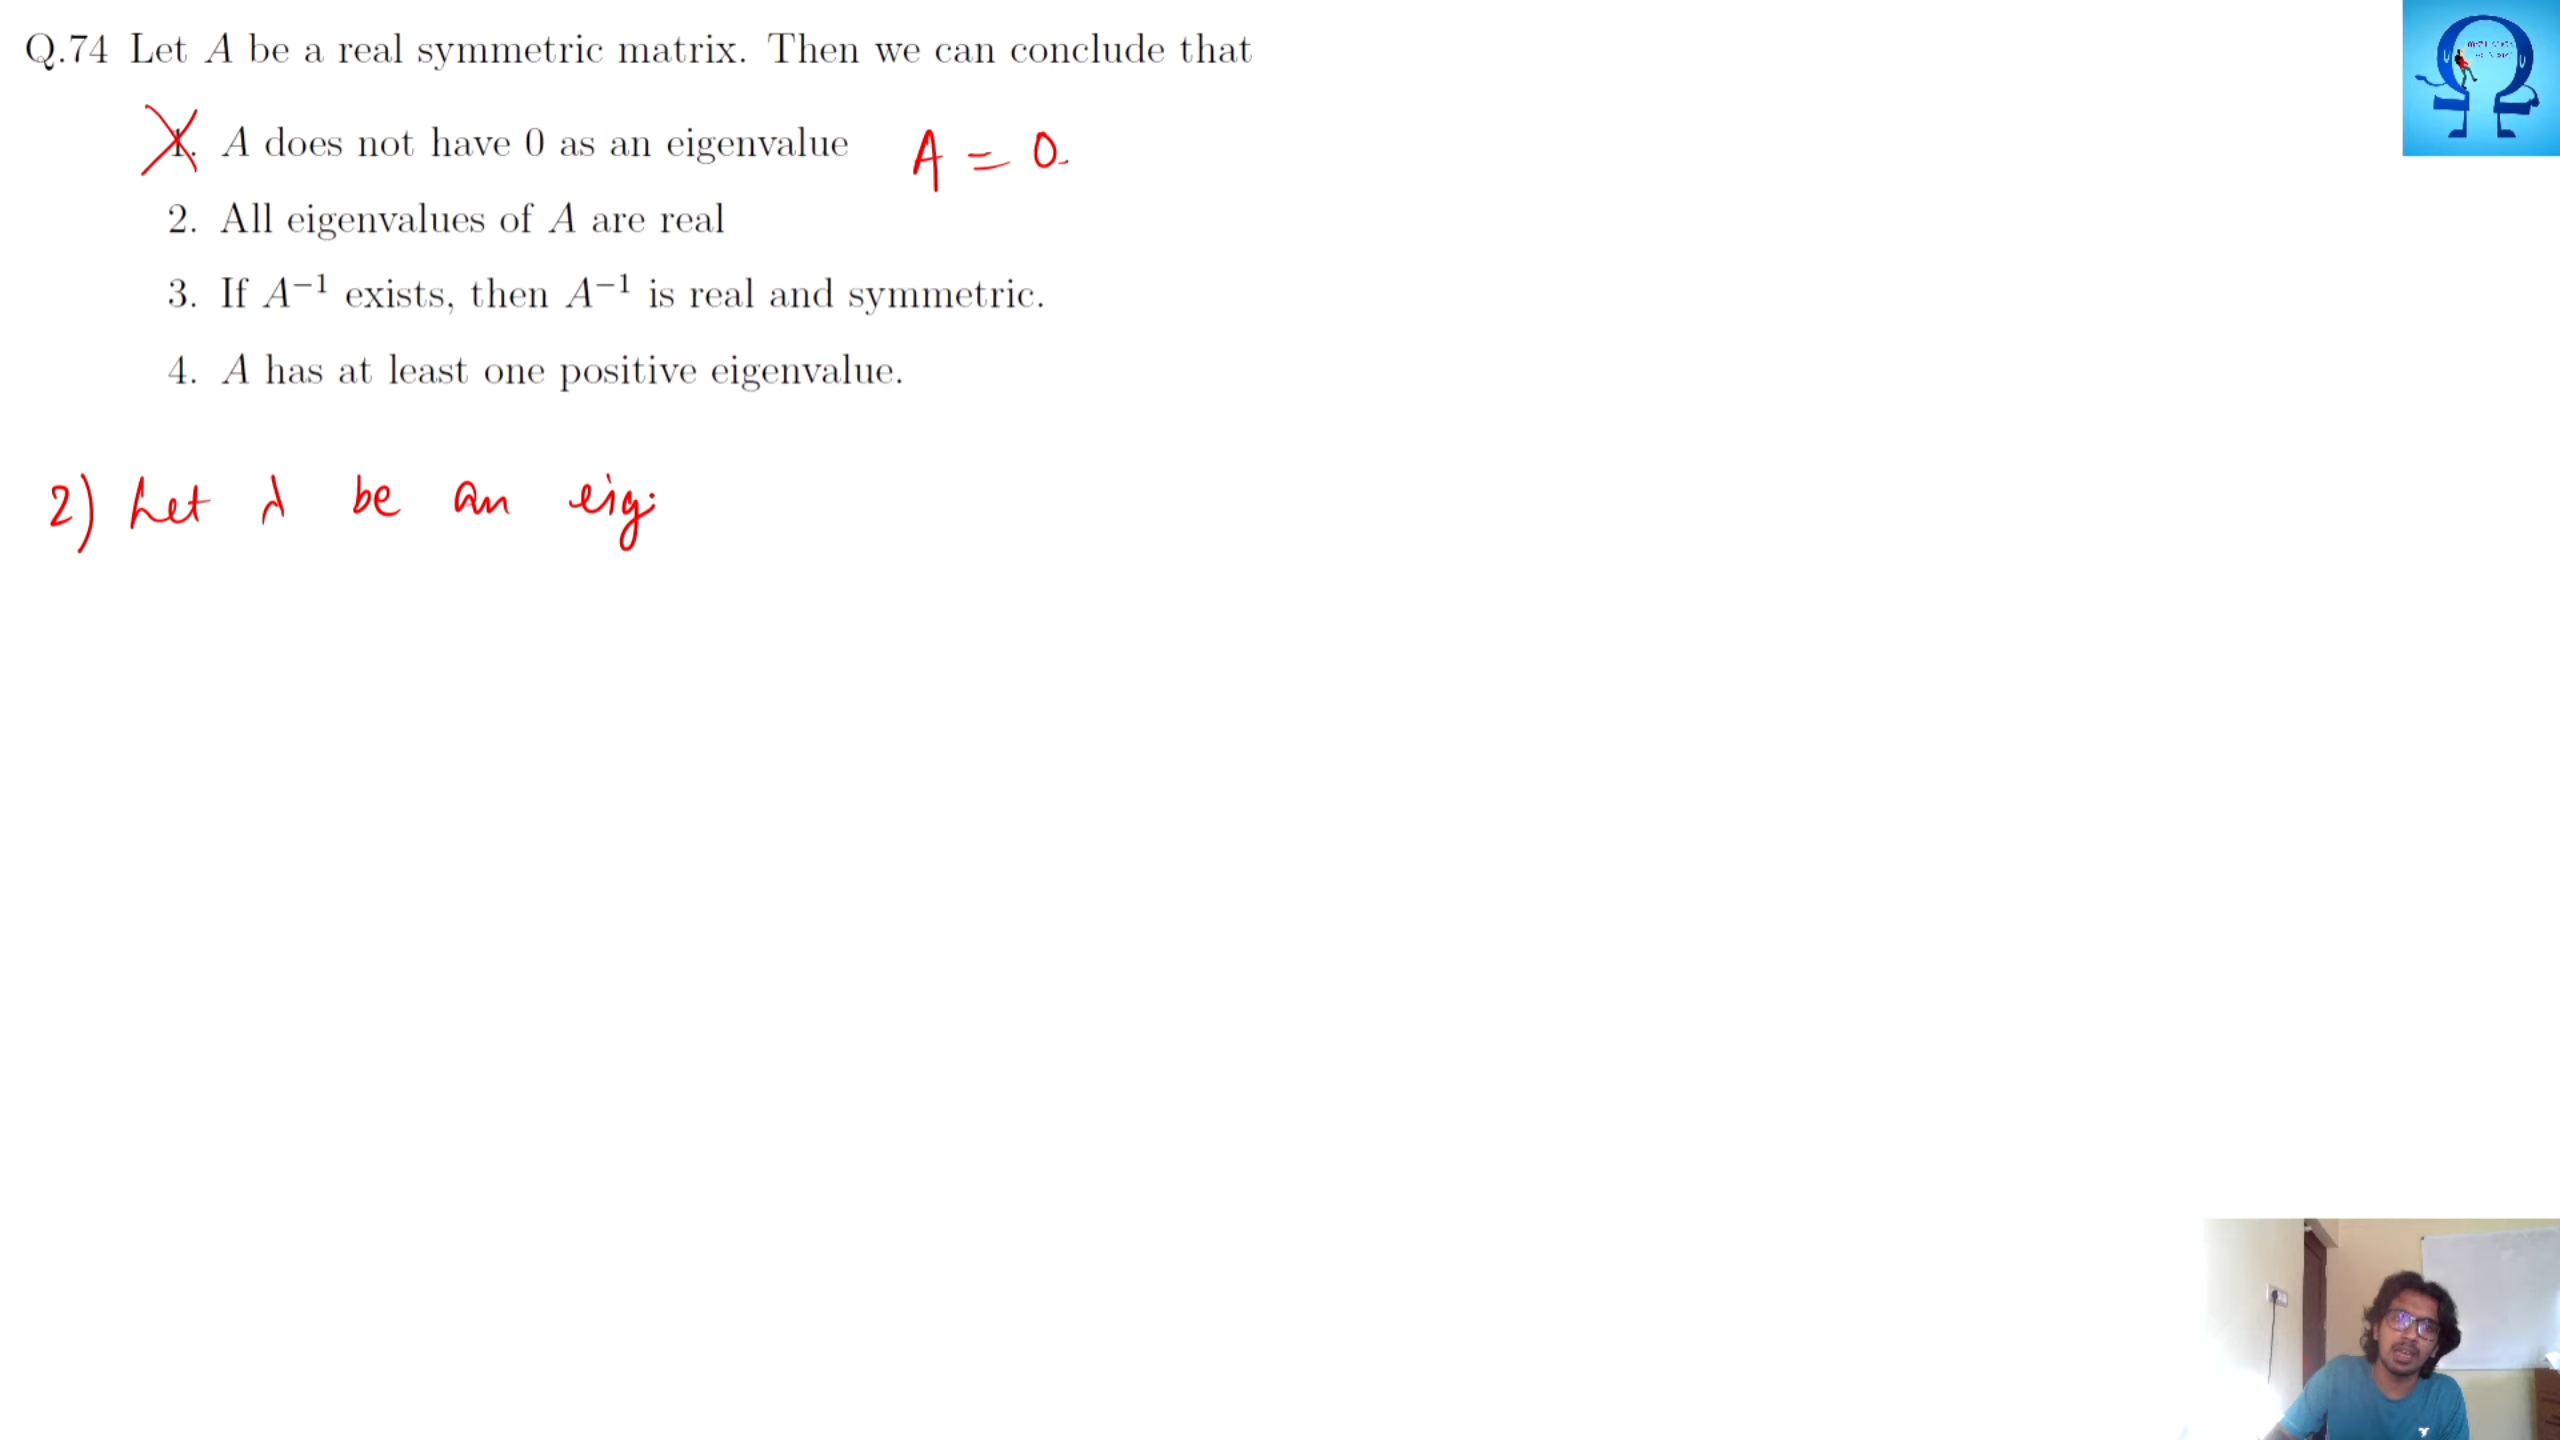 Q.74 Let A be a real symmetric matrix. Then we can conclude that
1. A does not have 0 as an eigenvalue A = 0.
2. All eigenvalues of A are real
3. If A⁻¹ exists, then A⁻¹ is real and symmetric.
4. A has at least one positive eigenvalue.
2) Let λ be an eig.